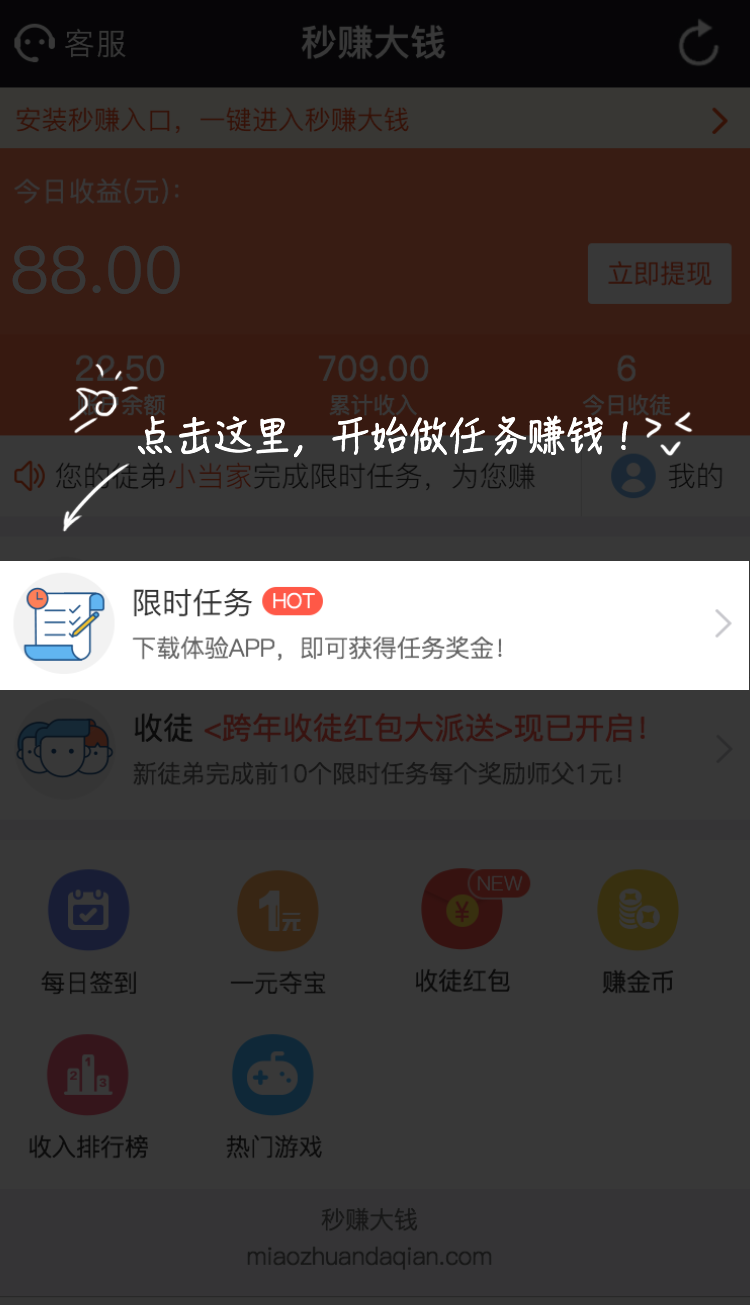 客服
秒赚大钱
安装秒赚入口，一键进入秒赚大钱
今日收益(元)：
88.00
立即提现
22.50
709.00
6
余额
累计收入
今日收徒
点击这里，开始做任务赚钱！
您的徒弟小当家完成限时任务，为您赚
我的
限时任务 HOT
下载体验APP，即可获得任务奖金！
收徒 <跨年收徒红包大派送>现已开启！
新徒弟完成前10个限时任务每个奖励师父1元！
1元
NEW
¥
每日签到
一元夺宝
收徒红包
赚金币
2 1 3
收入排行榜
热门游戏
秒赚大钱
miaozhuandaqian.com